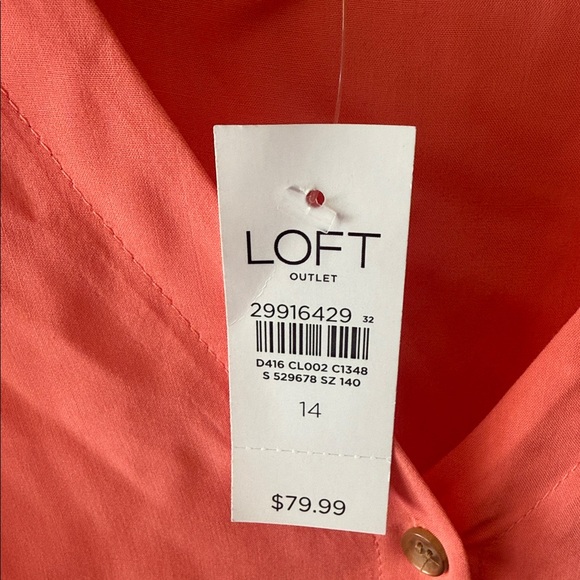 LOFT
OUTLET
29916429 32
D416 CL002 C1348
S 529678 SZ 140
14
$79.99